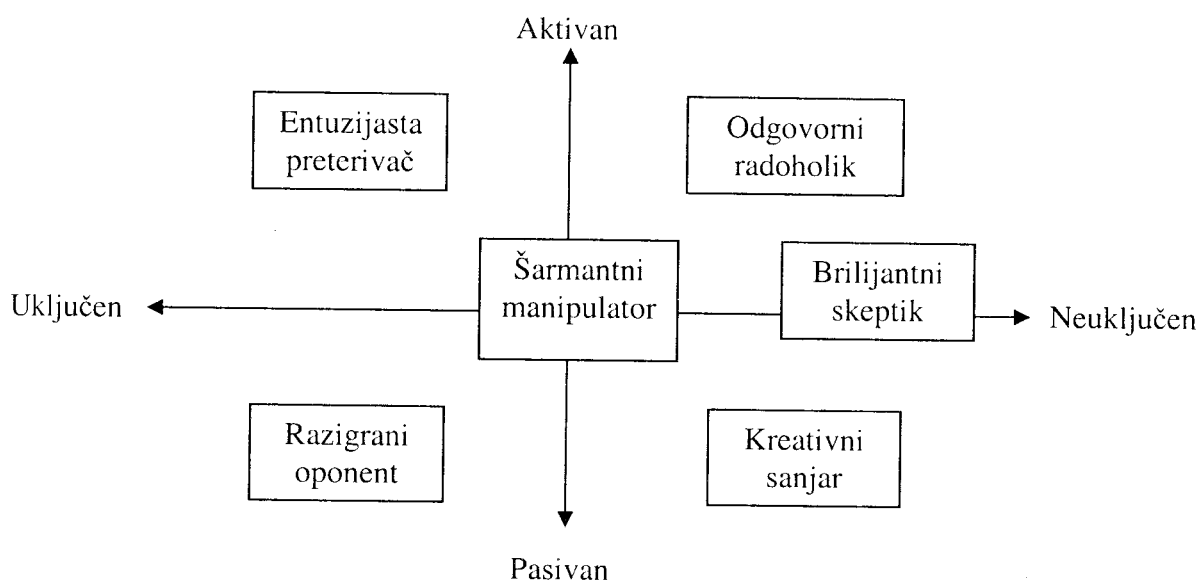 Aktivan
Entuzijasta
preterivač
Odgovorni
radoholik
Šarmantni
manipulator
Brilijantni
skeptik
Uključen
Neuključen
Razigrani
oponent
Kreativni
sanjar
Pasivan